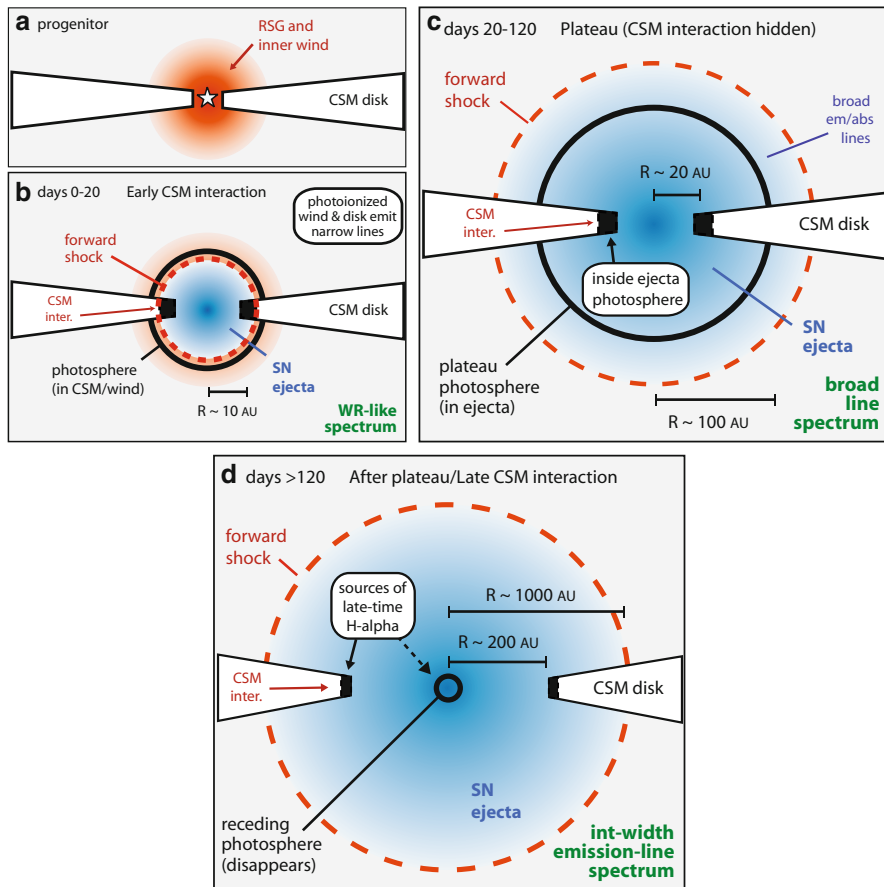 a progenitor
RSG and
inner wind
CSM disk
b days 0-20 Early CSM interaction
photoionized
wind & disk emit
narrow lines
forward
shock
CSM
inter.
CSM disk
photosphere
(in CSM/wind)
SN
ejecta
R ~ 10 AU
WR-like
spectrum
c days 20-120 Plateau (CSM interaction hidden)
forward
shock
broad
em/abs
lines
R ~ 20 AU
CSM
inter.
CSM disk
inside ejecta
photosphere
SN
ejecta
plateau
photosphere
(in ejecta)
R ~ 100 AU
broad
line
spectrum
d days >120 After plateau/Late CSM interaction
forward
shock
sources of
late-time
H-alpha
R ~ 1000 AU
R ~ 200 AU
CSM
inter.
CSM disk
SN
ejecta
receding
photosphere
(disappears)
int-width
emission-line
spectrum